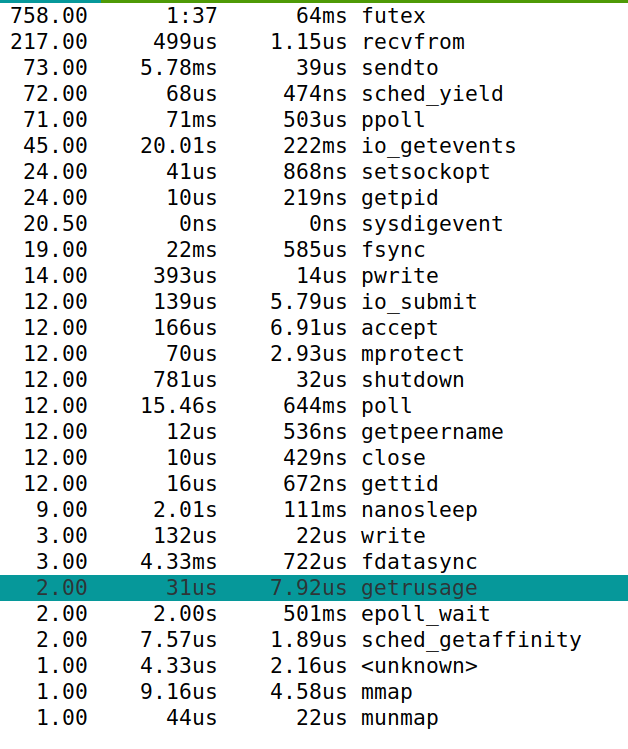 758.00 1:37 64ms futex
217.00 499us 1.15us recvfrom
73.00 5.78ms 39us sendto
72.00 68us 474ns sched_yield
71.00 71ms 503us ppoll
45.00 20.01s 222ms io_getevents
24.00 41us 868ns setsockopt
24.00 10us 219ns getpid
20.50 0ns 0ns sysdigevent
19.00 22ms 585us fsync
14.00 393us 14us pwrite
12.00 139us 5.79us io_submit
12.00 166us 6.91us accept
12.00 70us 2.93us mprotect
12.00 781us 32us shutdown
12.00 15.46s 644ms poll
12.00 12us 536ns getpeername
12.00 10us 429ns close
12.00 16us 672ns gettid
9.00 2.01s 111ms nanosleep
3.00 132us 22us write
3.00 4.33ms 722us fdatasync
2.00 31us 7.92us getrusage
2.00 2.00s 501ms epoll_wait
2.00 7.57us 1.89us sched_getaffinity
1.00 4.33us 2.16us <unknown>
1.00 9.16us 4.58us mmap
1.00 44us 22us munmap